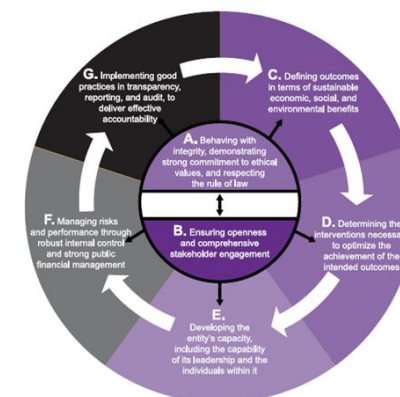 G. Implementing good
practices in transparency,
reporting, and audit, to
deliver effective
accountability
C. Defining outcomes
in terms of sustainable
economic, social, and
environmental benefits
A. Behaving with
integrity, demonstrating
strong commitment to ethical
values, and respecting
the rule of law
B. Ensuring openness
and comprehensive
stakeholder engagement
D. Determining the
interventions necessa
to optimize the
achievement of the
intended outcomes
E.
Developing the
entity's capacity,
including the capability
of its leadership and the
individuals within it
F. Managing risks
and performance through
robust internal control
and strong public
financial management